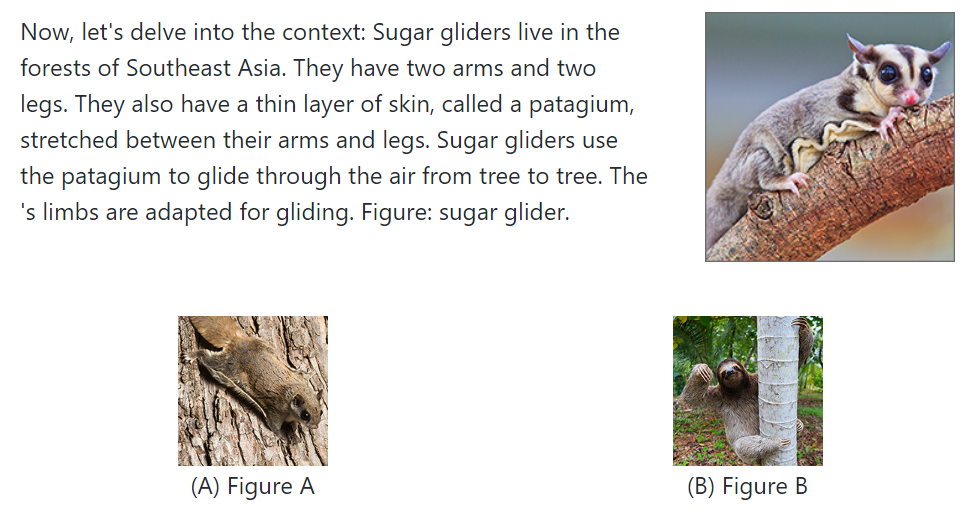 Now, let's delve into the context: Sugar gliders live in the
forests of Southeast Asia. They have two arms and two
legs. They also have a thin layer of skin, called a patagium,
stretched between their arms and legs. Sugar gliders use
the patagium to glide through the air from tree to tree. The
's limbs are adapted for gliding. Figure: sugar glider.
(A) Figure A
(B) Figure B